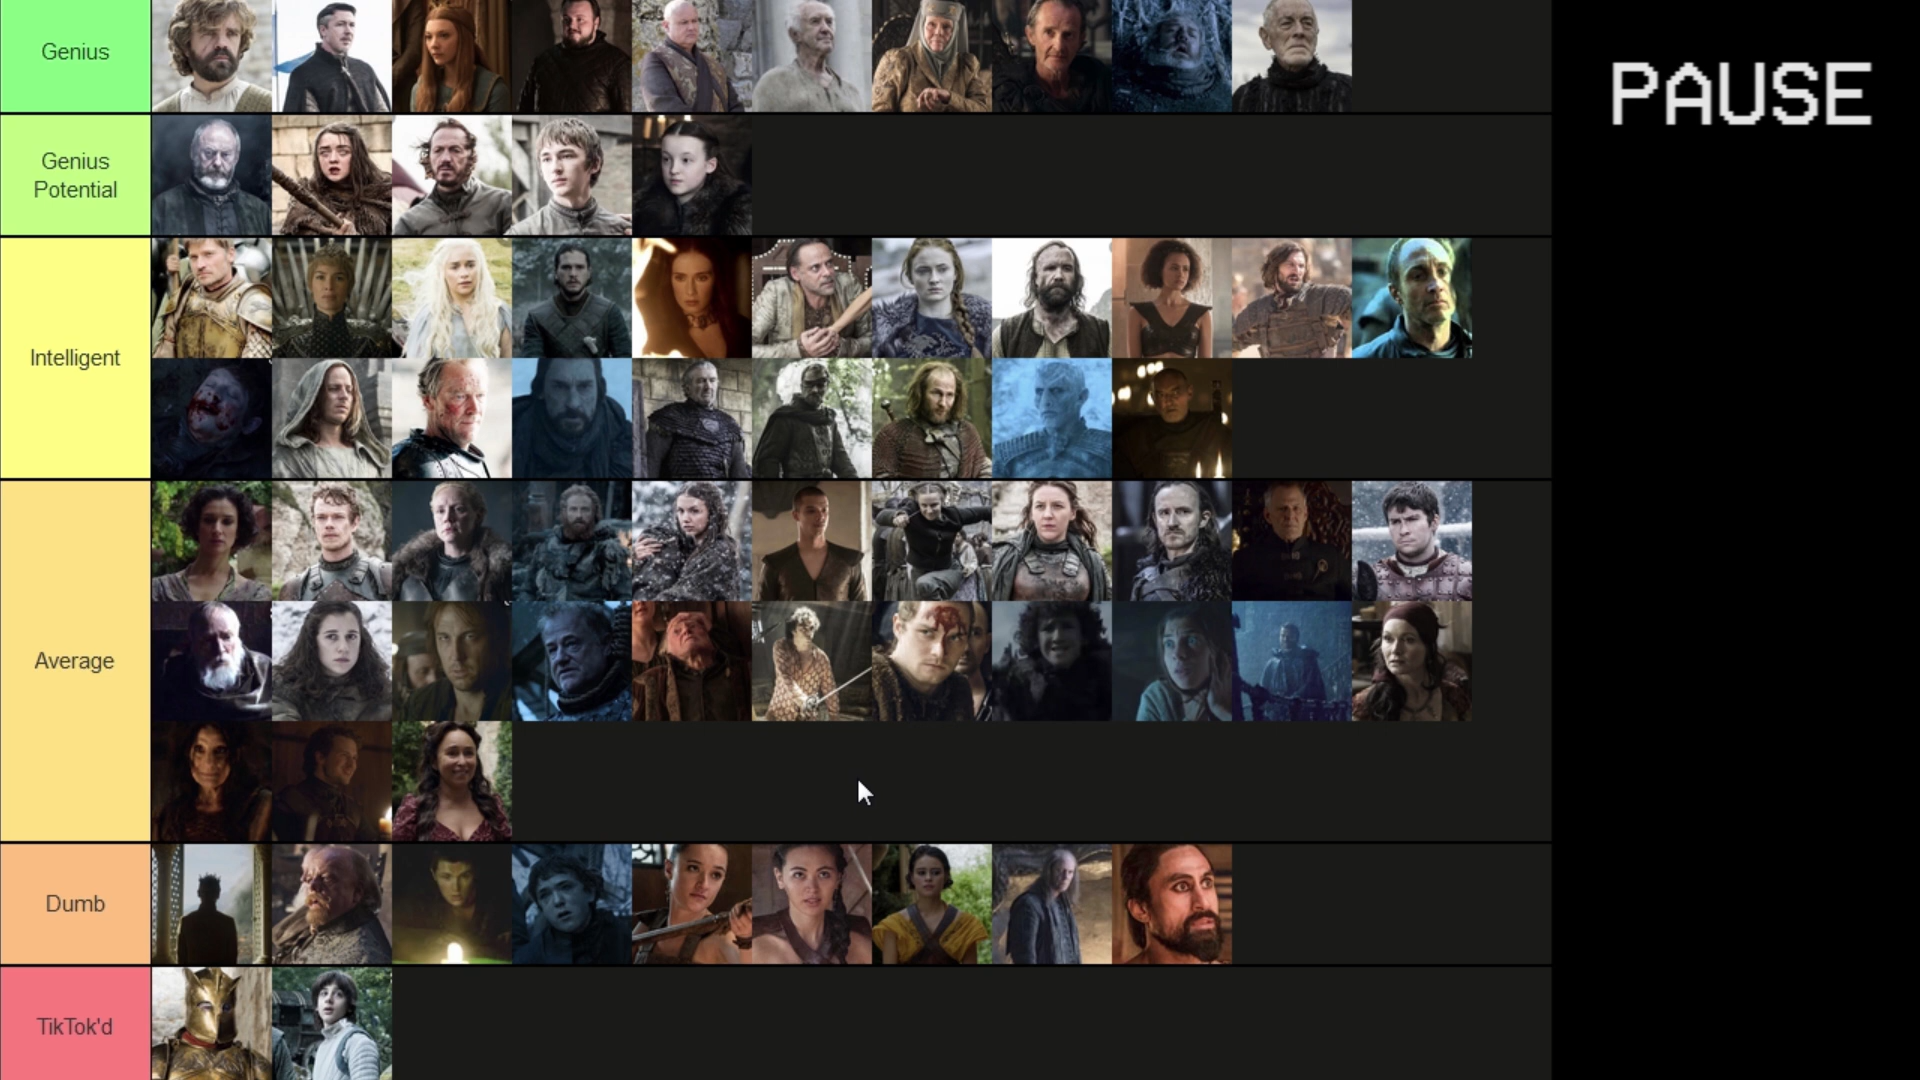 Genius
PAUSE
Genius
Potential
Intelligent
Average
Dumb
TikTok'd